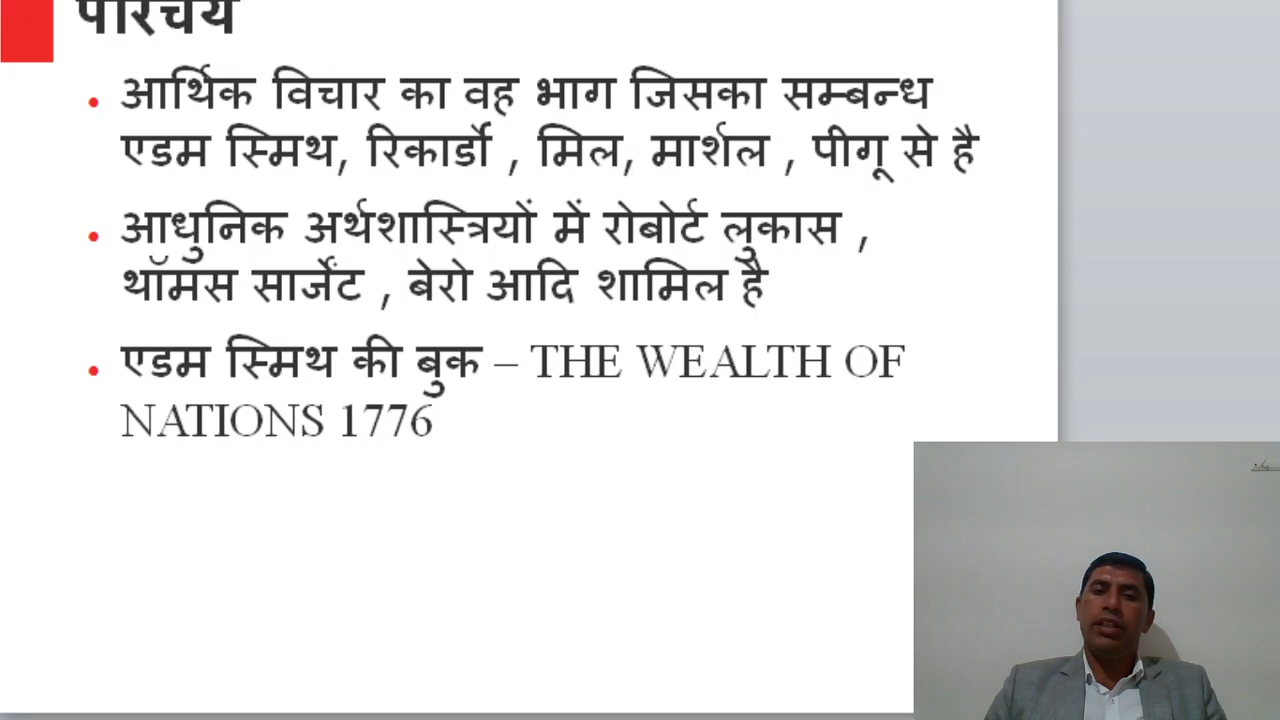 परिचय
• आर्थिक विचार का वह भाग जिसका सम्बन्ध
एडम स्मिथ, रिकार्डो , मिल, मार्शल , पीगू से है
• आधुनिक अर्थशास्त्रियों में रोबोर्ट लुकास ,
थॉमस सार्जेंट , बेरो आदि शामिल है
• एडम स्मिथ की बुक – THE WEALTH OF
NATIONS 1776